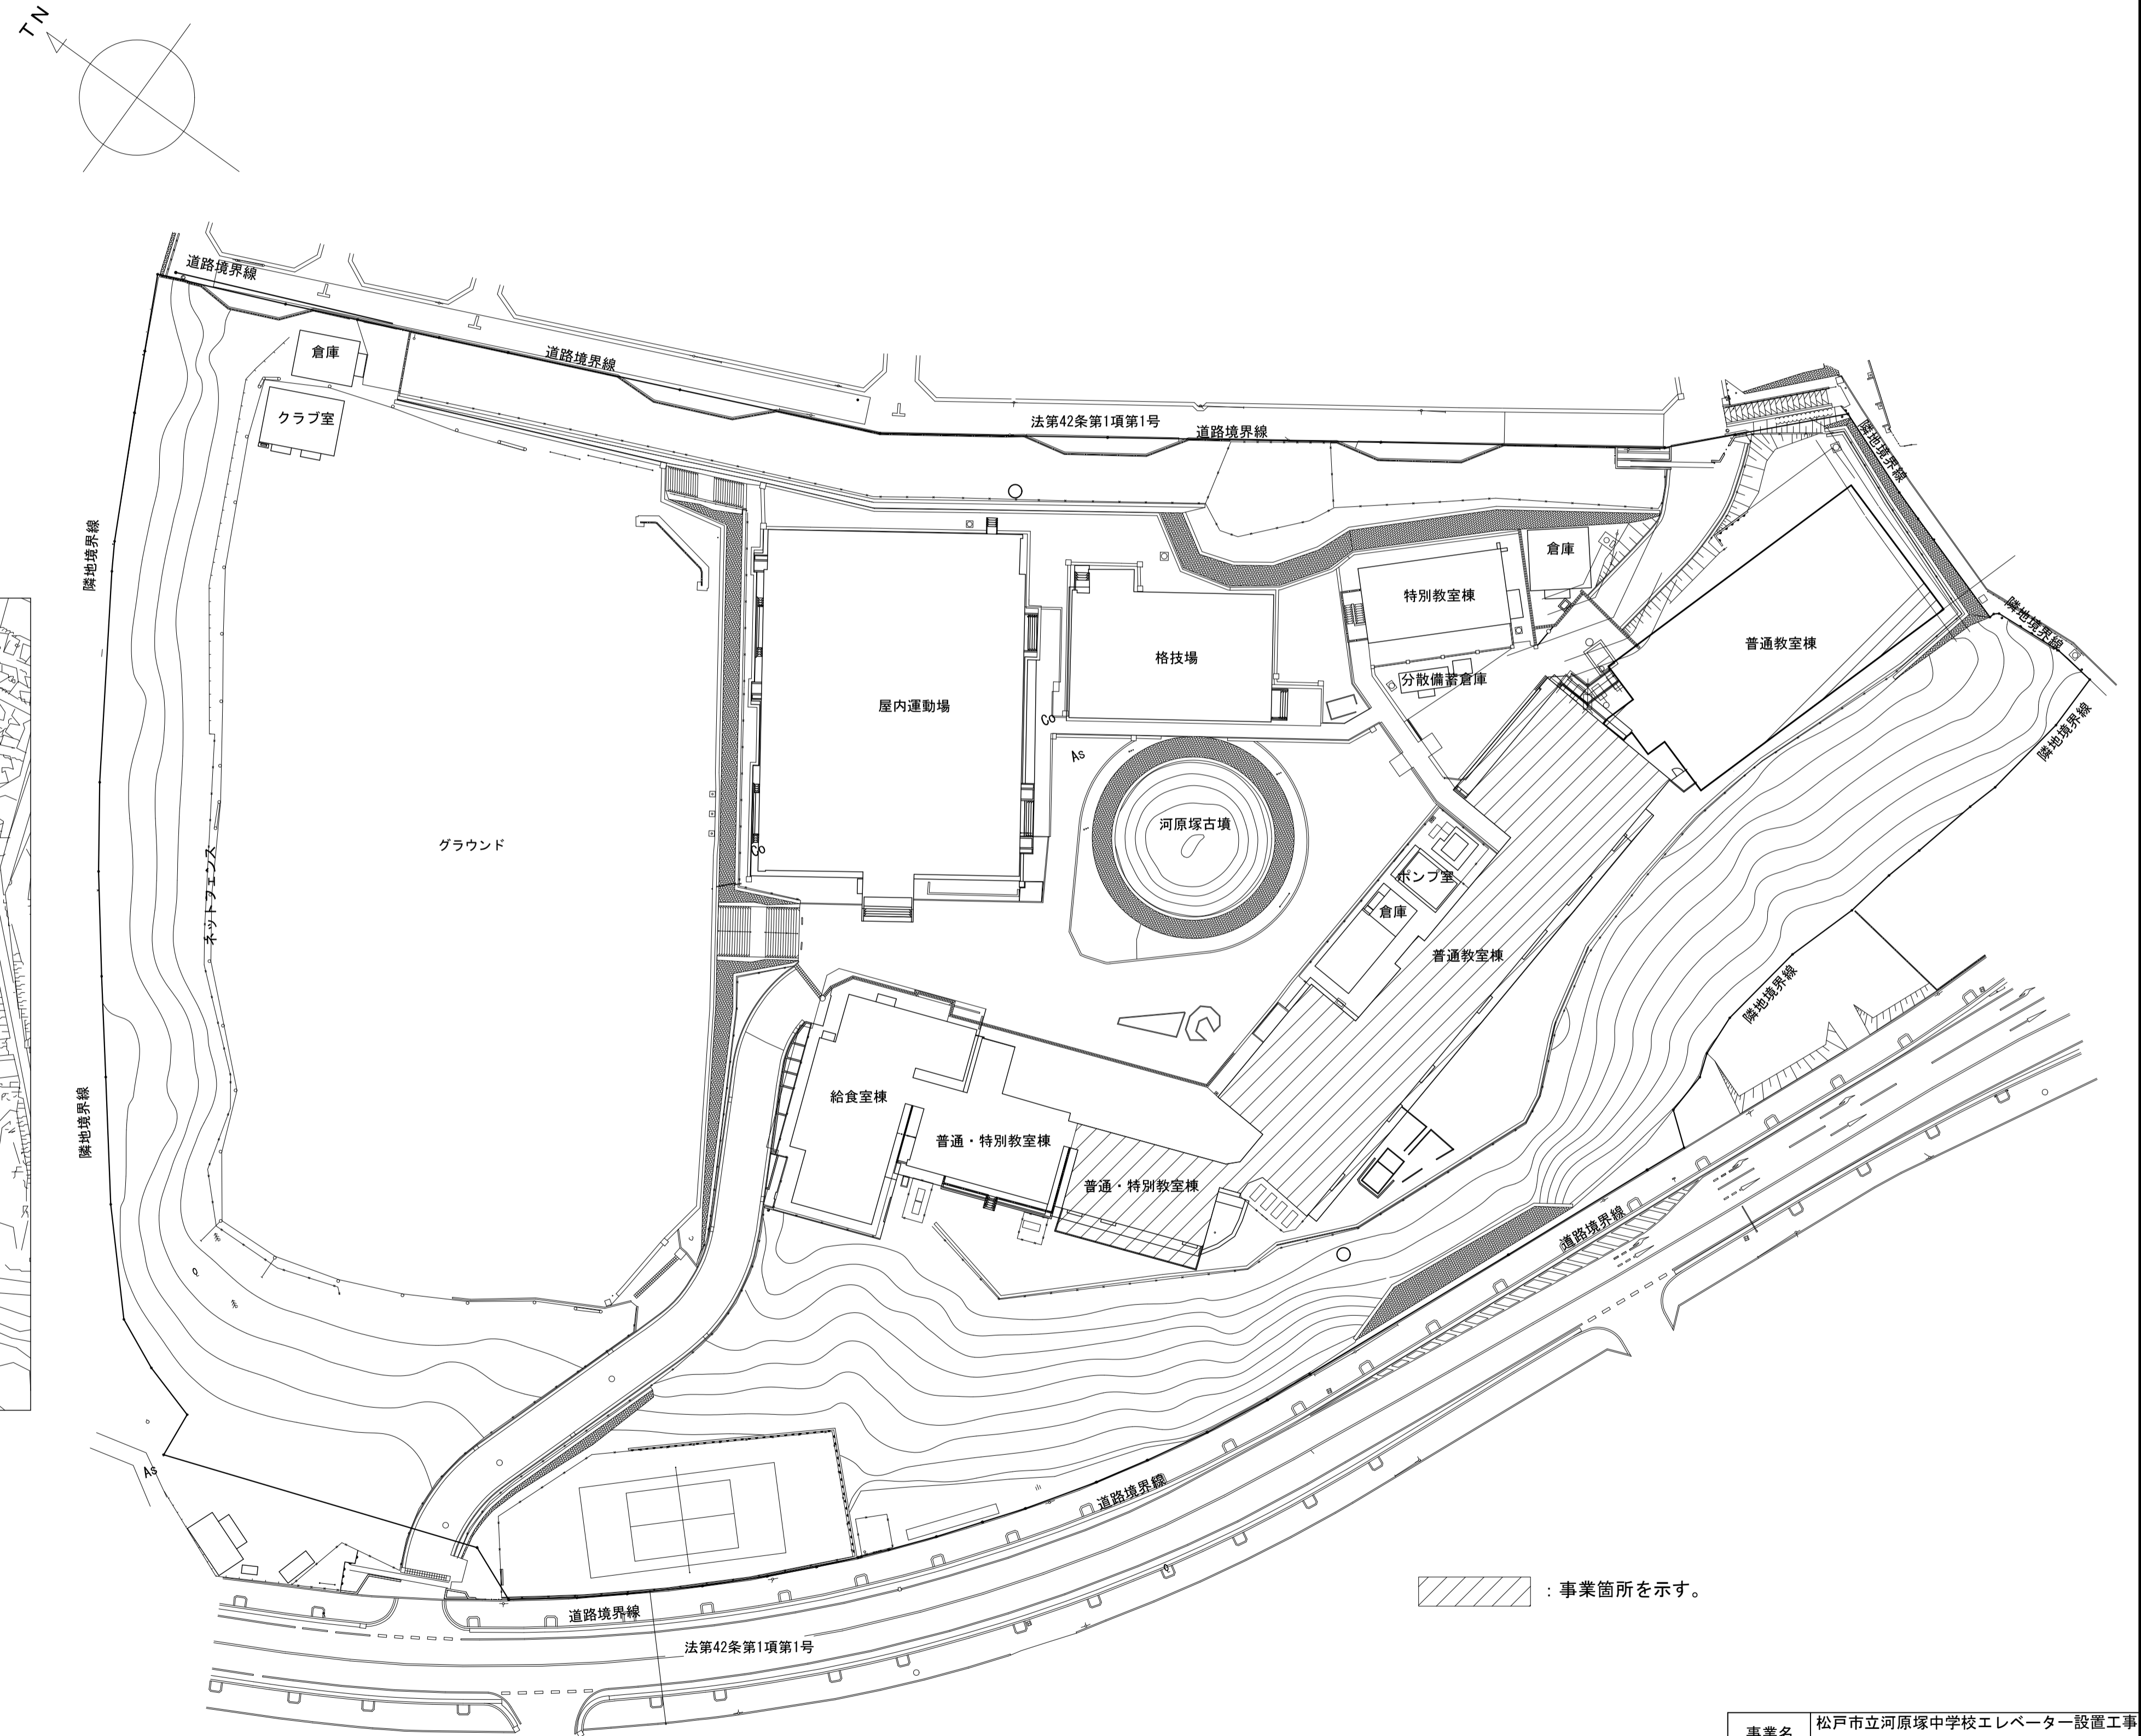 TN
道路境界線
倉庫
道路境界線
クラブ室
法第42条第1項第1号
道路境界線
隣地境界線
隣地境界線
倉庫
特別教室棟
隣地境界線
普通教室棟
格技場
分散備蓄倉庫
屋内運動場
Co
隣地境界線
As
河原塚古墳
グラウンド
Co
ネットフェンス
ポンプ室
倉庫
普通教室棟
隣地境界線
給食室棟
隣地境界線
普通・特別教室棟
普通・特別教室棟
道路境界線
As
道路境界線
：事業箇所を示す。
道路境界線
法第42条第1項第1号
事業名
松戸市立河原塚中学校エレベーター設置工事